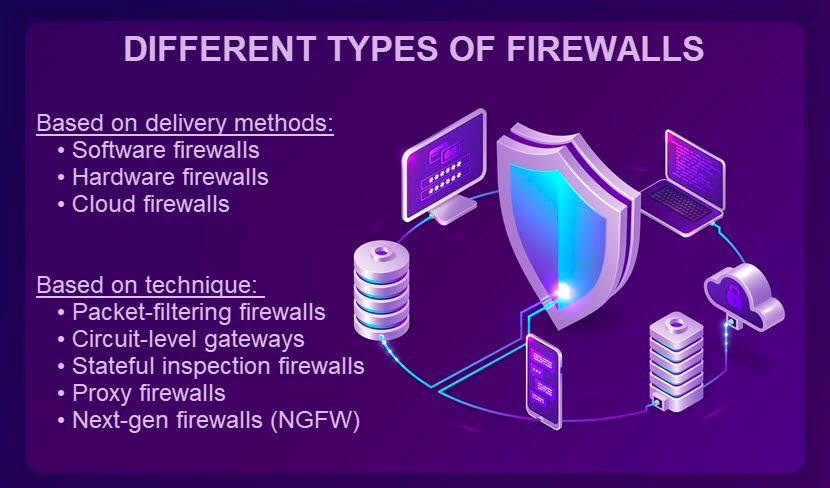 DIFFERENT TYPES OF FIREWALLS
Based on delivery methods:
• Software firewalls
• Hardware firewalls
• Cloud firewalls
Based on technique:
• Packet-filtering firewalls
• Circuit-level gateways
• Stateful inspection firewalls
• Proxy firewalls
• Next-gen firewalls (NGFW)